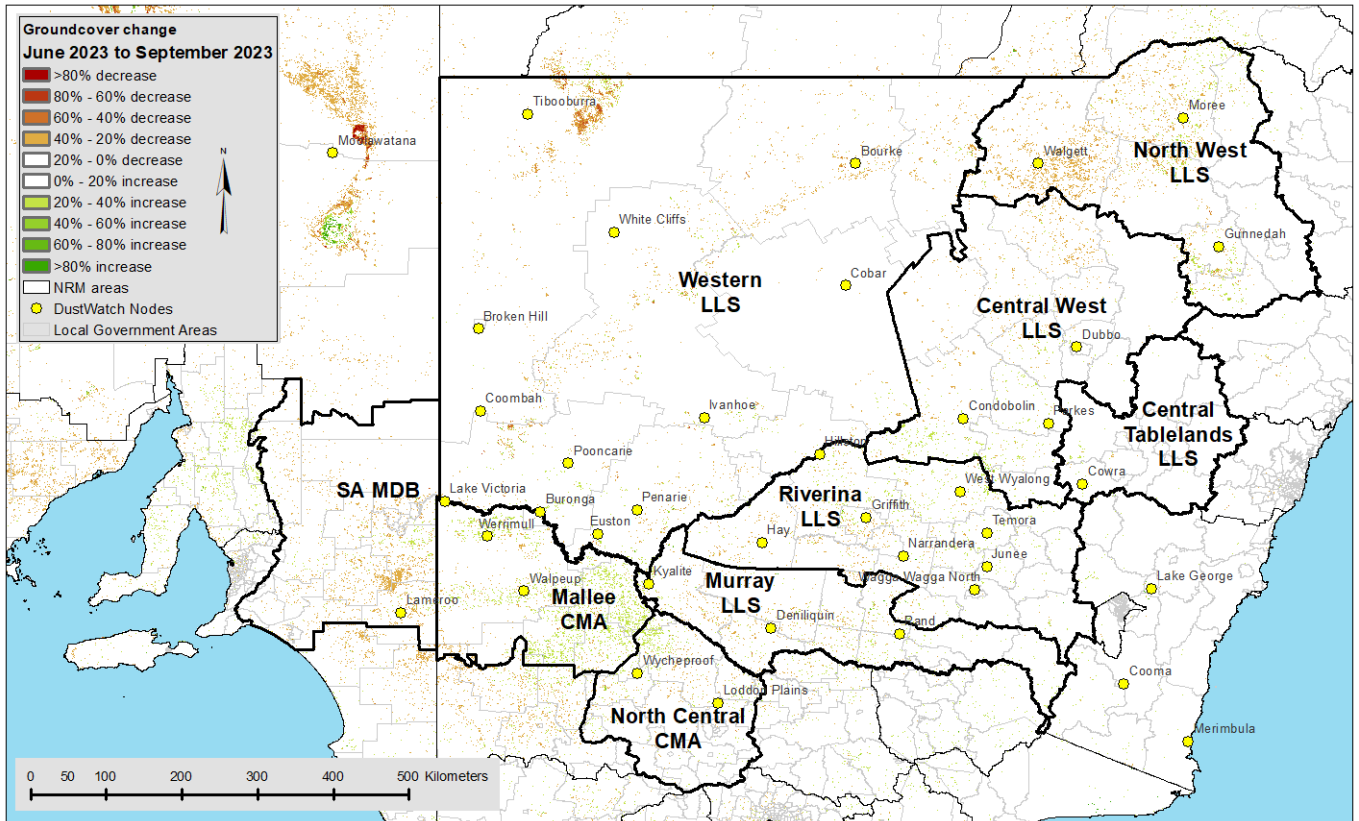 Groundcover change
June 2023 to September 2023
>80% decrease
80% - 60% decrease
60% - 40% decrease
40% - 20% decrease
20% - 0% decrease
0% - 20% increase
20% - 40% increase
40% - 60% increase
60% - 80% increase
>80% increase
NRM areas
DustWatch Nodes
Local Government Areas
N
Tibooburra
Moolawatana
Moree
North West
LLS
Bourke
Walgett
White Cliffs
Gunnedah
Western
LLS
Cobar
Central West
LLS
Broken Hill
Dubbo
Coombah
Ivanhoe
Condobolin
Parkes
Central
Tablelands
LLS
Hillston
Pooncarie
Cowra
SA MDB
Lake Victoria
Buronga
Penarie
Riverina
LLS
West Wyalong
Griffith
Werrimull
Euston
Hay
Temora
Narrandera
Junee
Walpeup
Kyalite
Murray
LLS
Wagga Wagga North
Lake George
Mallee
CMA
Lameroo
Deniliquin
Rand
Wycheproof
Cooma
Loddon Plains
North Central
CMA
Merimbula
0 50 100 200 300 400 500 Kilometers